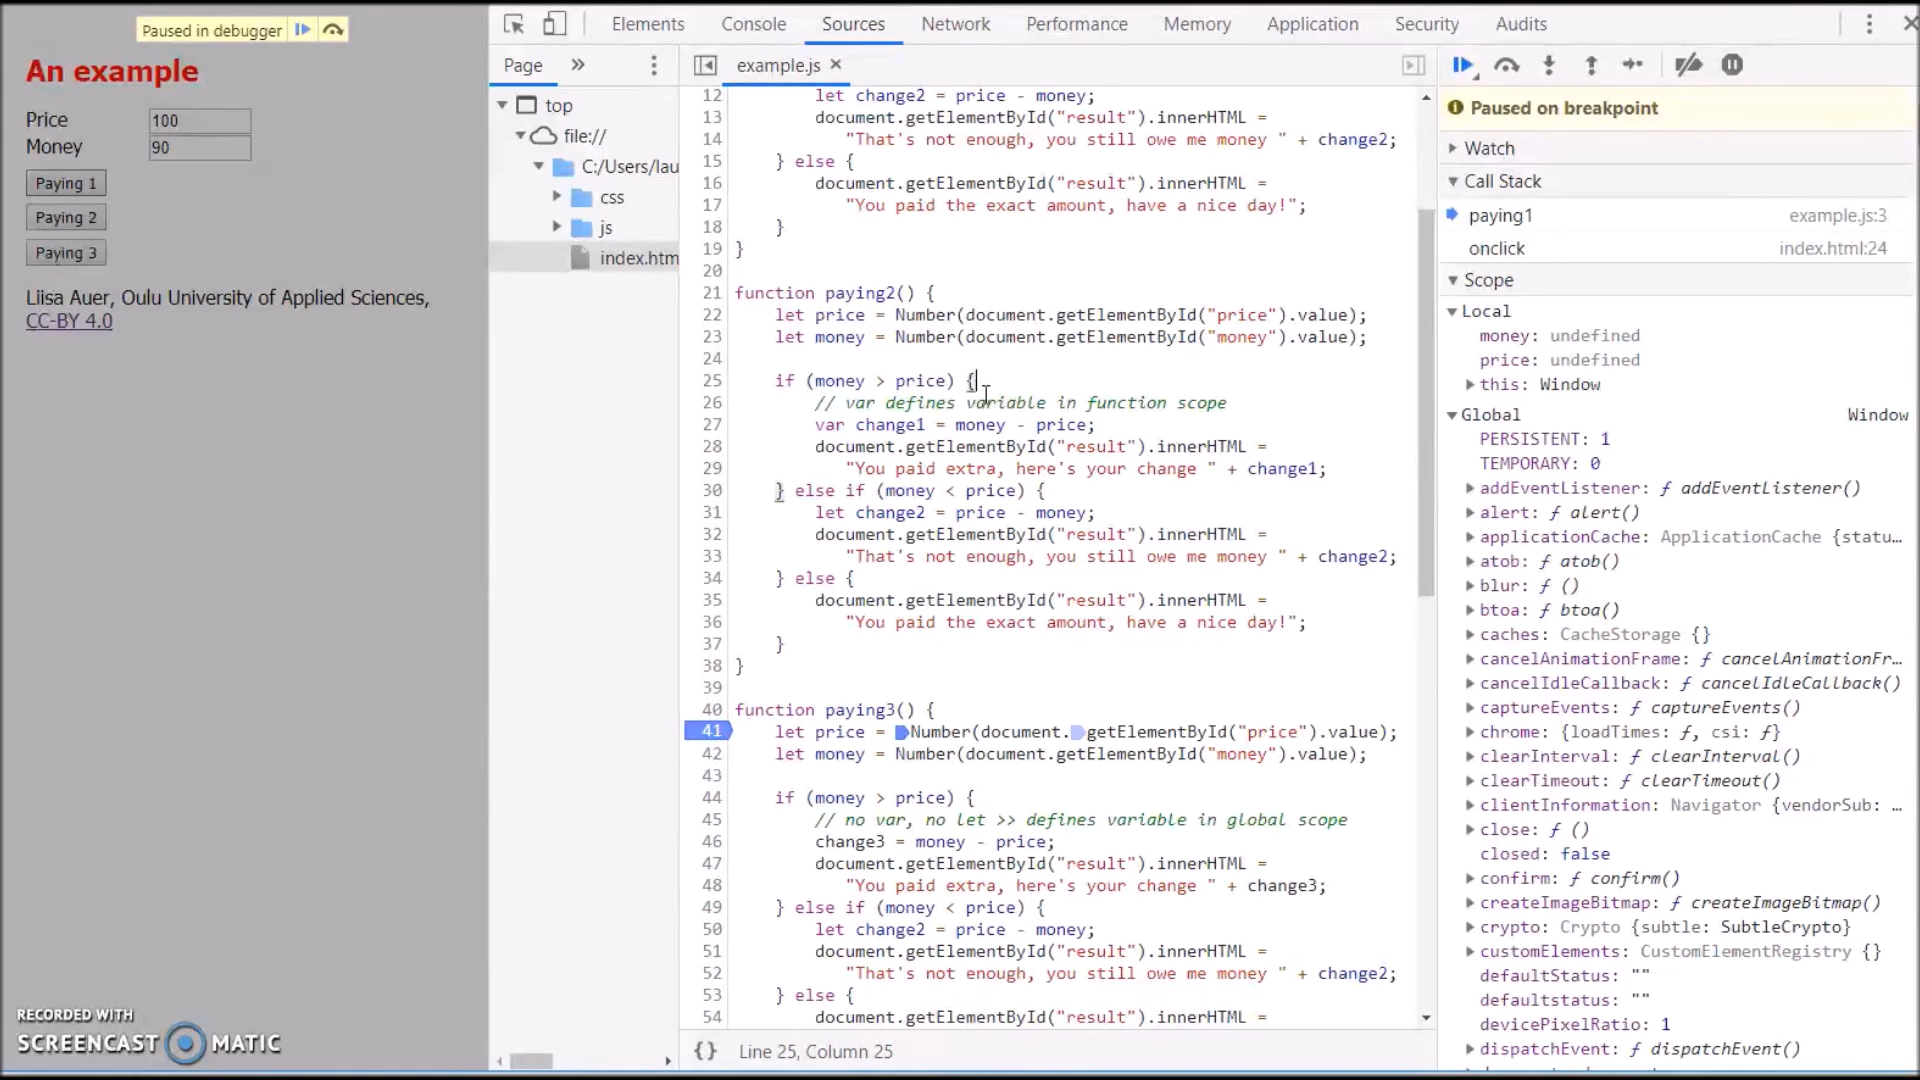 Paused in debugger
An example
Price 100
Money 90
Paying 1
Paying 2
Paying 3
Liisa Auer, Oulu University of Applied Sciences,
CC-BY 4.0
RECORDED WITH
SCREENCAST MATIC
Elements Console Sources Network Performance Memory Application Security Audits
Page »
top
file://
C:/Users/lau
css
js
index.htm
example.js ×
12 let change2 = price - money;
13 document.getElementById("result").innerHTML =
14 "That's not enough, you still owe me money " + change2;
15 } else {
16 document.getElementById("result").innerHTML =
17 "You paid the exact amount, have a nice day!";
18 }
19 }
20
21 function paying2() {
22 let price = Number(document.getElementById("price").value);
23 let money = Number(document.getElementById("money").value);
24
25 if (money > price) {
26 // var defines variable in function scope
27 var change1 = money - price;
28 document.getElementById("result").innerHTML =
29 "You paid extra, here's your change " + change1;
30 } else if (money < price) {
31 let change2 = price - money;
32 document.getElementById("result").innerHTML =
33 "That's not enough, you still owe me money " + change2;
34 } else {
35 document.getElementById("result").innerHTML =
36 "You paid the exact amount, have a nice day!";
37 }
38 }
39
40 function paying3() {
41 let price = Number(document.getElementById("price").value);
42 let money = Number(document.getElementById("money").value);
43
44 if (money > price) {
45 // no var, no let >> defines variable in global scope
46 change3 = money - price;
47 document.getElementById("result").innerHTML =
48 "You paid extra, here's your change " + change3;
49 } else if (money < price) {
50 let change2 = price - money;
51 document.getElementById("result").innerHTML =
52 "That's not enough, you still owe me money " + change2;
53 } else {
54 document.getElementById("result").innerHTML =
{} Line 25, Column 25
Paused on breakpoint
Watch
Call Stack
paying1 example.js:3
onclick index.html:24
Scope
Local
money: undefined
price: undefined
this: Window
Global Window
PERSISTENT: 1
TEMPORARY: 0
addEventListener: ƒ addEventListener()
alert: ƒ alert()
applicationCache: ApplicationCache {statu…
atob: ƒ atob()
blur: ƒ ()
btoa: ƒ btoa()
caches: CacheStorage {}
cancelAnimationFrame: ƒ cancelAnimationFr…
cancelIdleCallback: ƒ cancelIdleCallback()
captureEvents: ƒ captureEvents()
chrome: {loadTimes: ƒ, csi: ƒ}
clearInterval: ƒ clearInterval()
clearTimeout: ƒ clearTimeout()
clientInformation: Navigator {vendorSub: …
close: ƒ ()
closed: false
confirm: ƒ confirm()
createImageBitmap: ƒ createImageBitmap()
crypto: Crypto {subtle: SubtleCrypto}
customElements: CustomElementRegistry {}
defaultStatus: ""
defaultstatus: ""
devicePixelRatio: 1
dispatchEvent: ƒ dispatchEvent()